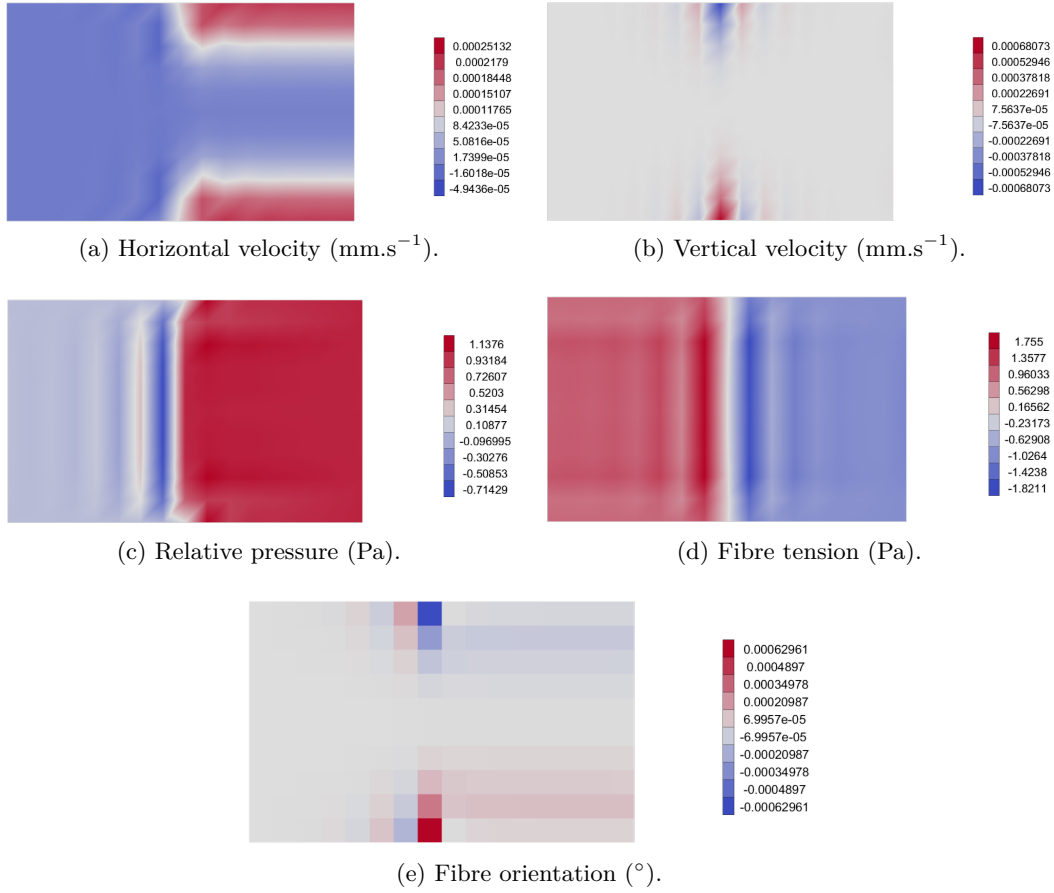 0.00025132
0.0002179
0.00018448
0.00015107
0.00011765
8.4233e-05
5.0816e-05
1.7399e-05
-1.6018e-05
-4.9436e-05
(a) Horizontal velocity (mm.s⁻¹).
0.00068073
0.00052946
0.00037818
0.00022691
7.5637e-05
-7.5637e-05
-0.00022691
-0.00037818
-0.00052946
-0.00068073
(b) Vertical velocity (mm.s⁻¹).
1.1376
0.93184
0.72607
0.5203
0.31454
0.10877
-0.096995
-0.30276
-0.50853
-0.71429
(c) Relative pressure (Pa).
1.755
1.3577
0.96033
0.56298
0.16562
-0.23173
-0.62908
-1.0264
-1.4238
-1.8211
(d) Fibre tension (Pa).
0.00062961
0.0004897
0.00034978
0.00020987
6.9957e-05
-6.9957e-05
-0.00020987
-0.00034978
-0.0004897
-0.00062961
(e) Fibre orientation (°).